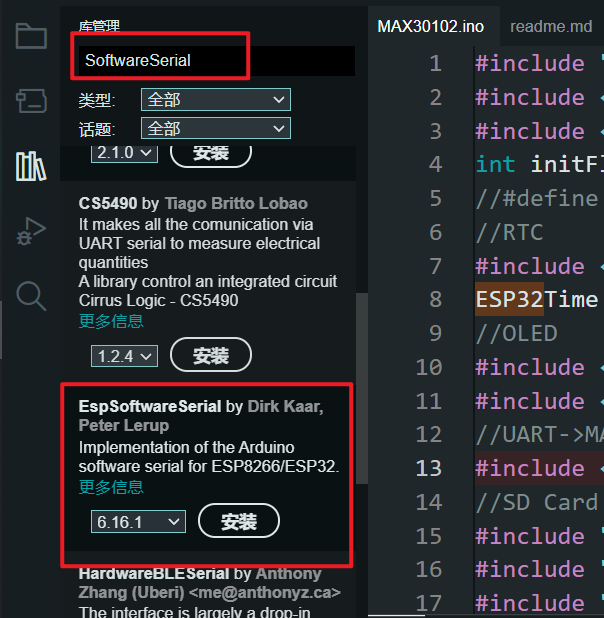 库管理
SoftwareSerial
类型:
全部
话题:
全部
2.1.0
安装
CS5490 by Tiago Britto Lobao
It makes all the comunication via
UART serial to measure electrical
quantities
A library control an integrated circuit
Cirrus Logic - CS5490
更多信息
1.2.4
安装
EspSoftwareSerial by Dirk Kaar,
Peter Lerup
Implementation of the Arduino
software serial for ESP8266/ESP32.
更多信息
6.16.1
安装
HardwareBLESerial by Anthony
Zhang (Uberi) <me@anthonyz.ca>
The interface is largely a drop-in
MAX30102.ino
readme.md
1 #include "
2 #include <
3 #include <
4 int initFl
5 //#define
6 //RTC
7 #include <
8 ESP32Time
9 //OLED
10 #include <
11 #include <
12 //UART->MA
13 #include <
14 //SD Card
15 #include "
16 #include "
17 #include "